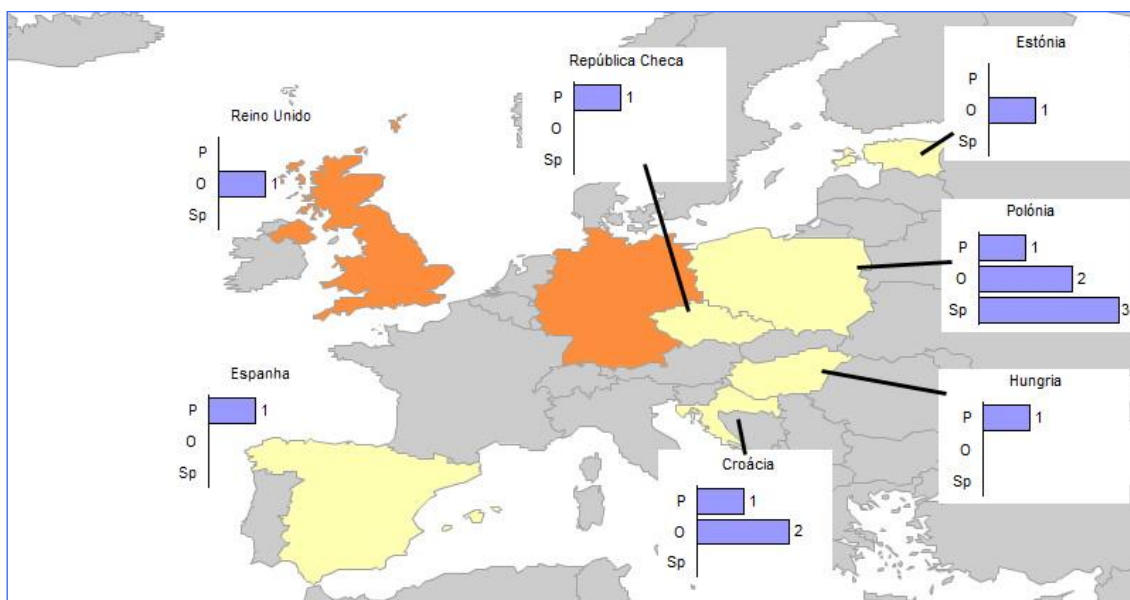 Estónia
P
O 1
Sp
República Checa
P 1
O
Sp
Reino Unido
P
O 1
Sp
Polónia
P 1
O 2
Sp 3
Espanha
P 1
O
Sp
Hungria
P 1
O
Sp
Croácia
P 1
O 2
Sp